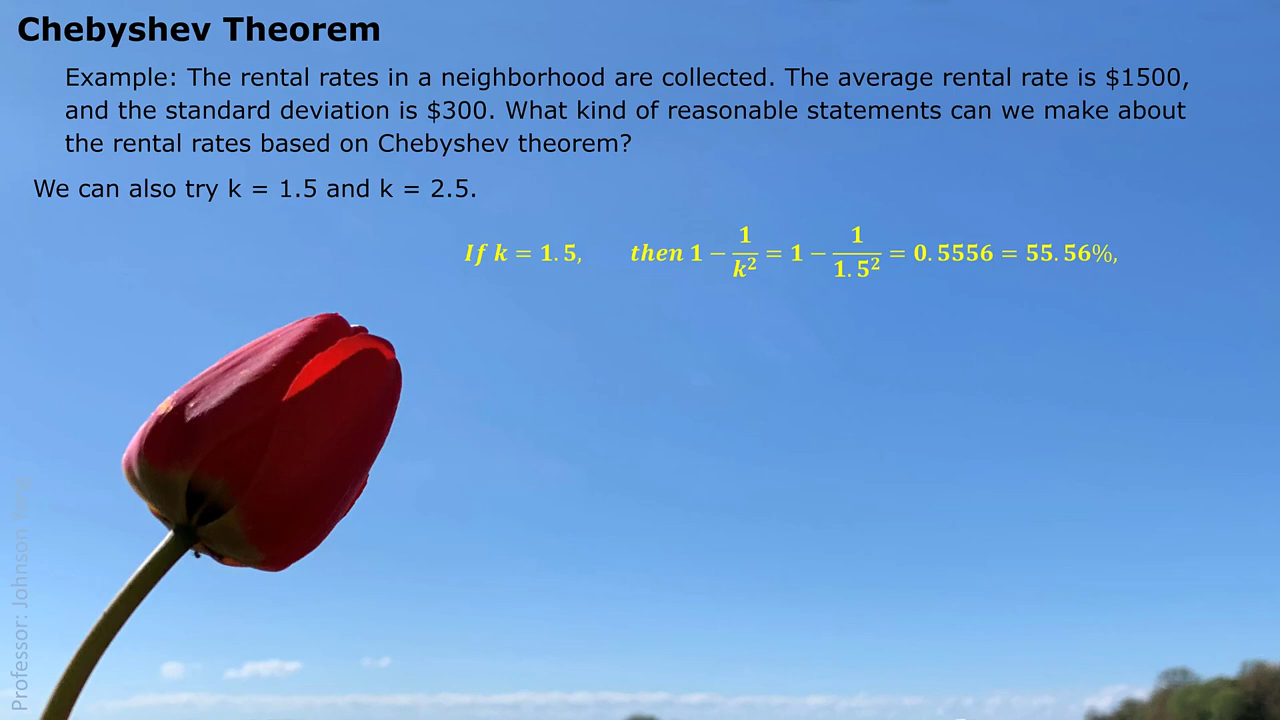 Chebyshev Theorem
Example: The rental rates in a neighborhood are collected. The average rental rate is $1500,
and the standard deviation is $300. What kind of reasonable statements can we make about
the rental rates based on Chebyshev theorem?
We can also try k = 1.5 and k = 2.5.
If k = 1.5, then 1 − 1/k² = 1 − 1/1.5² = 0.5556 = 55.56%,
Professor: Johnson